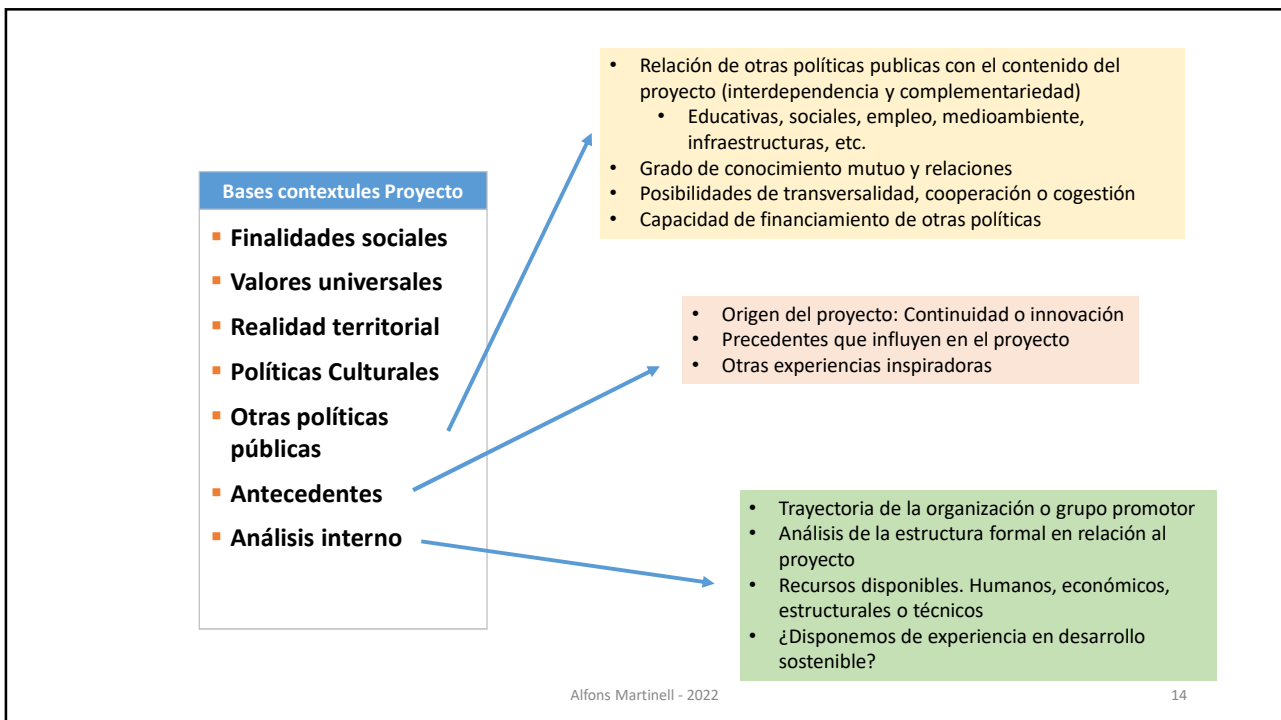 Bases contextules Proyecto
▪ Finalidades sociales
▪ Valores universales
▪ Realidad territorial
▪ Políticas Culturales
▪ Otras políticas
públicas
▪ Antecedentes
▪ Análisis interno
• Relación de otras políticas publicas con el contenido del
proyecto (interdependencia y complementariedad)
• Educativas, sociales, empleo, medioambiente,
infraestructuras, etc.
• Grado de conocimiento mutuo y relaciones
• Posibilidades de transversalidad, cooperación o cogestión
• Capacidad de financiamiento de otras políticas
• Origen del proyecto: Continuidad o innovación
• Precedentes que influyen en el proyecto
• Otras experiencias inspiradoras
• Trayectoria de la organización o grupo promotor
• Análisis de la estructura formal en relación al
proyecto
• Recursos disponibles. Humanos, económicos,
estructurales o técnicos
• ¿Disponemos de experiencia en desarrollo
sostenible?
Alfons Martinell - 2022
14